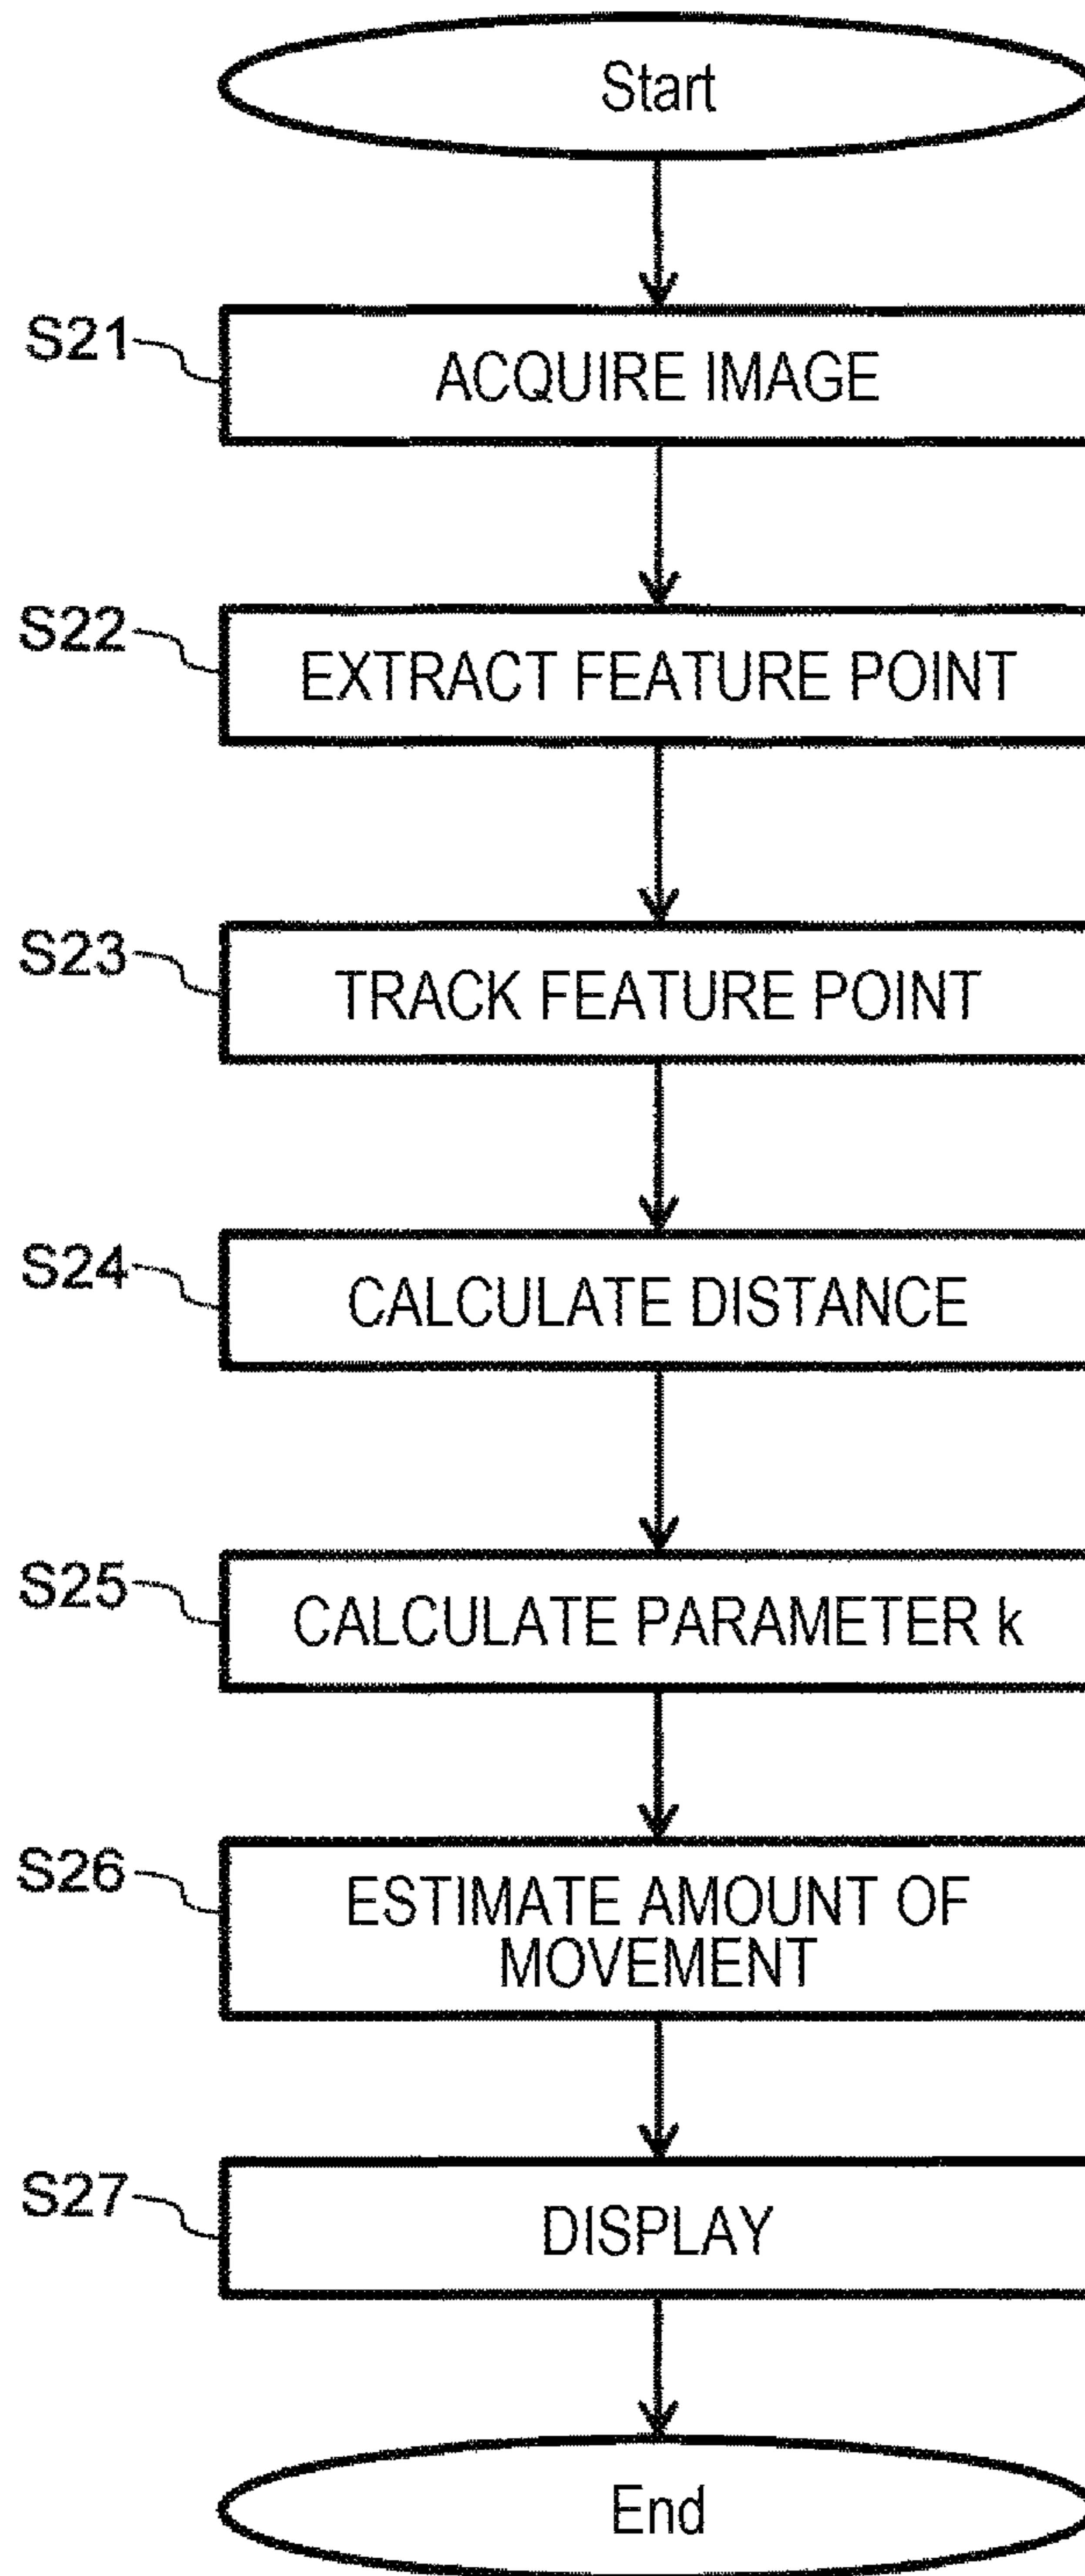 Start
S21
ACQUIRE IMAGE
S22
EXTRACT FEATURE POINT
S23
TRACK FEATURE POINT
S24
CALCULATE DISTANCE
S25
CALCULATE PARAMETER k
S26
ESTIMATE AMOUNT OF
MOVEMENT
S27
DISPLAY
End